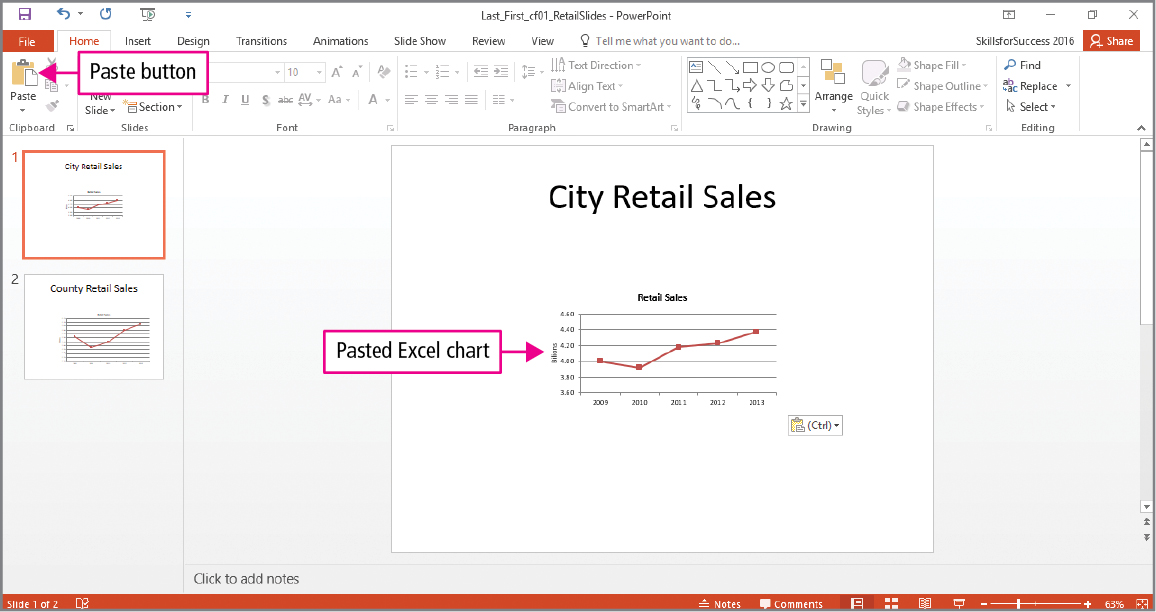 Last_First_cf01_RetailSlides - PowerPoint
File Home Insert Design Transitions Animations Slide Show Review View Tell me what you want to do... SkillsforSuccess 2016 Share
Paste button
Paste
New
Slide
Section
10
B I U S abc AV Aa A
Text Direction
Align Text
Convert to SmartArt
Arrange
Quick
Styles
Shape Fill
Shape Outline
Shape Effects
Find
Replace
Select
Clipboard Slides Font Paragraph Drawing Editing
1
City Retail Sales
2
County Retail Sales
City Retail Sales
Retail Sales
Pasted Excel chart
Billions
4.60
4.40
4.20
4.00
3.80
3.60
2009 2010 2011 2012 2013
(Ctrl)
Click to add notes
Slide 1 of 2 Notes Comments 63%